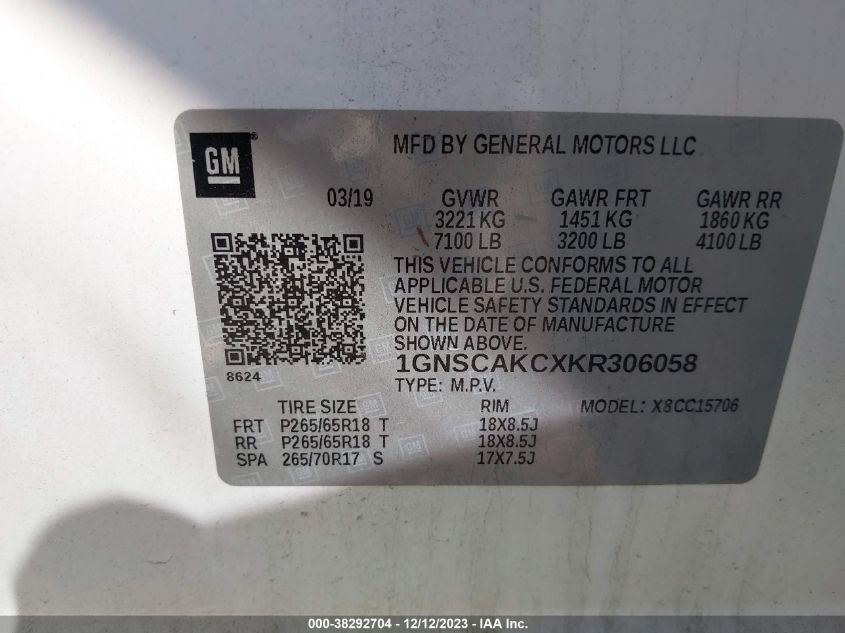 GM ®
MFD BY GENERAL MOTORS LLC
03/19 GVWR GAWR FRT GAWR RR
3221 KG 1451 KG 1860 KG
7100 LB 3200 LB 4100 LB
THIS VEHICLE CONFORMS TO ALL
APPLICABLE U.S. FEDERAL MOTOR
VEHICLE SAFETY STANDARDS IN EFFECT
ON THE DATE OF MANUFACTURE
SHOWN ABOVE.
8624
1GNSCAKCXKR306058
TYPE: M.P.V.
TIRE SIZE RIM MODEL: X8CC15706
FRT P265/65R18 T 18X8.5J
RR P265/65R18 T 18X8.5J
SPA 265/70R17 S 17X7.5J
000-38292704 - 12/12/2023 - IAA Inc.